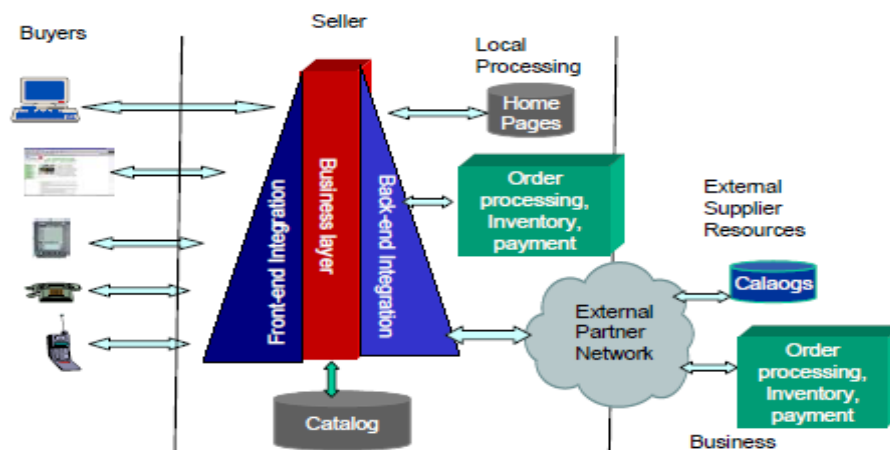 Seller
Buyers
Local
Processing
Home
Pages
Front-end Integration
Business layer
Back-end Integration
Order
processing,
Inventory,
payment
External
Supplier
Resources
Calaogs
External
Partner
Network
Order
processing,
Inventory,
payment
Catalog
Business